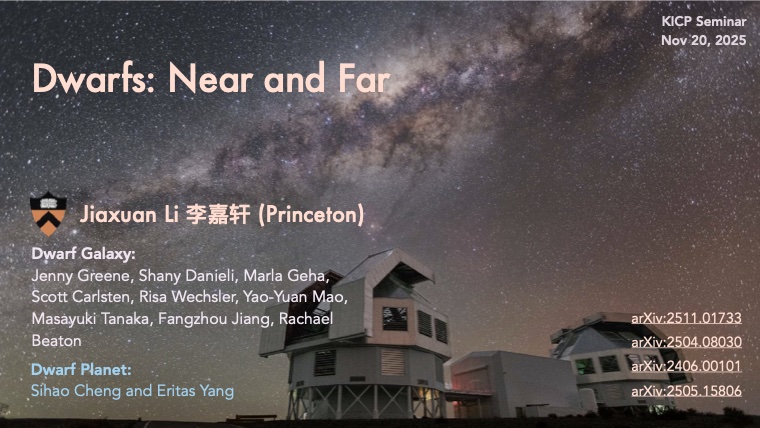 KICP Seminar
Nov 20, 2025
Dwarfs: Near and Far
Jiaxuan Li 李嘉轩 (Princeton)
Dwarf Galaxy:
Jenny Greene, Shany Danieli, Marla Geha,
Scott Carlsten, Risa Wechsler, Yao-Yuan Mao,
Masayuki Tanaka, Fangzhou Jiang, Rachael
Beaton
Dwarf Planet:
Sihao Cheng and Eritas Yang
arXiv:2511.01733
arXiv:2504.08030
arXiv:2406.00101
arXiv:2505.15806